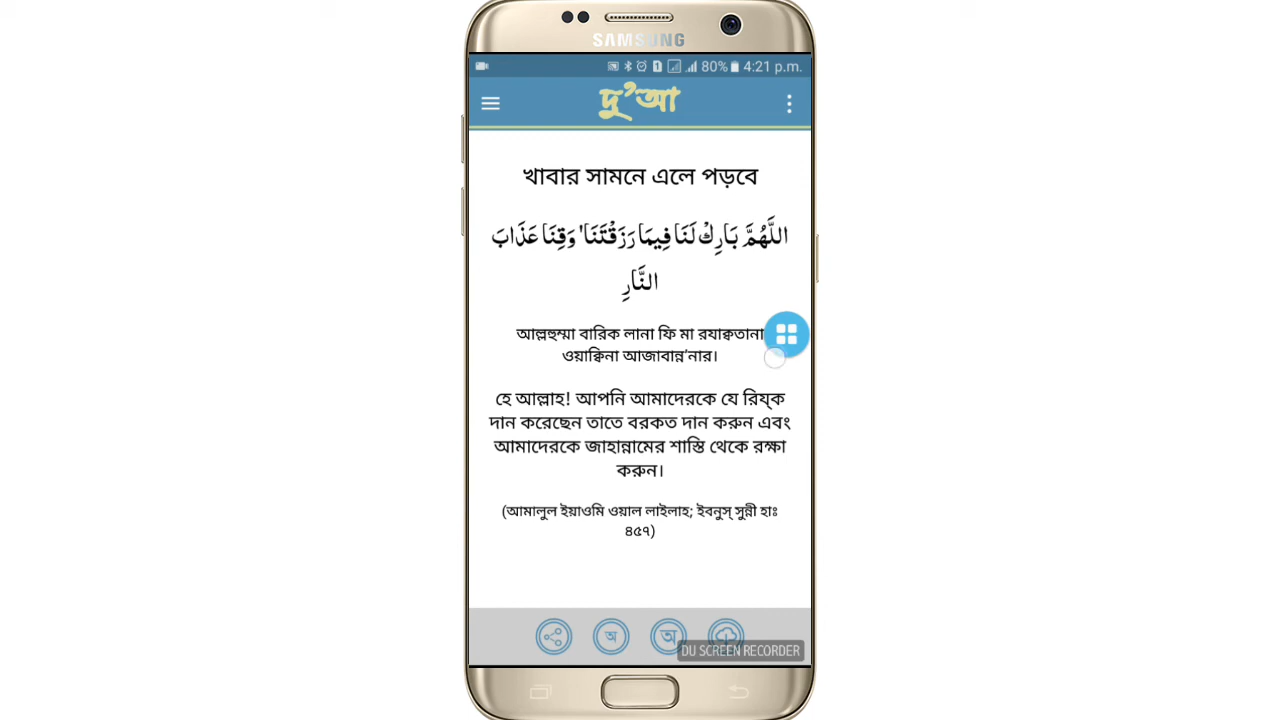 SAMSUNG
80% 4:21 p.m.
দু'আ
খাবার সামনে এলে পড়বে
اللَّهُمَّ بَارِكْ لَنَا فِيمَا رَزَقْتَنَا' وَقِنَا عَذَابَ
النَّارِ
আল্লহুম্মা বারিক লানা ফি মা রযাক্বতানা
ওয়াক্বিনা আজাবান্ন'নার।
হে আল্লাহ! আপনি আমাদেরকে যে রিয্ক
দান করেছেন তাতে বরকত দান করুন এবং
আমাদেরকে জাহান্নামের শাস্তি থেকে রক্ষা
করুন।
(আমালুল ইয়াওমি ওয়াল লাইলাহ; ইবনুস্ সুন্নী হাঃ
৪৫৭)
অ অ
DU SCREEN RECORDER